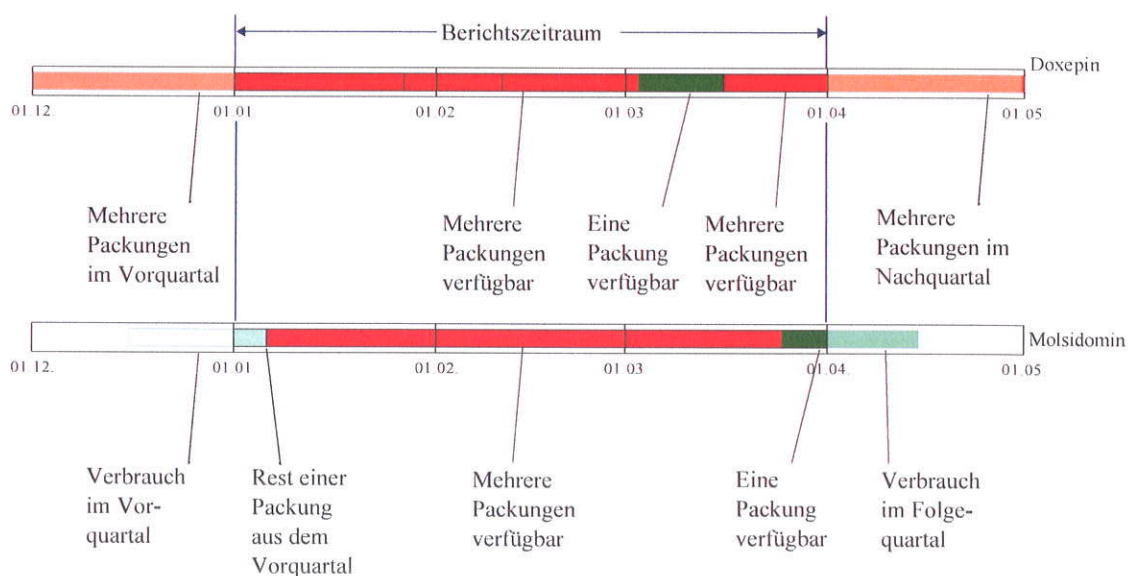 Berichtszeitraum
Doxepin
01.12. 01.01 01.02 01.03 01.04 01.05
Mehrere
Packungen
im Vorquartal
Mehrere
Packungen
verfügbar
Eine
Packung
verfügbar
Mehrere
Packungen
verfügbar
Mehrere
Packungen im
Nachquartal
Molsidomin
01.12. 01.01 01.02. 01.03 01.04. 01.05
Verbrauch
im Vor-
quartal
Rest einer
Packung
aus dem
Vorquartal
Mehrere
Packungen
verfügbar
Eine
Packung
verfügbar
Verbrauch
im Folge-
quartal